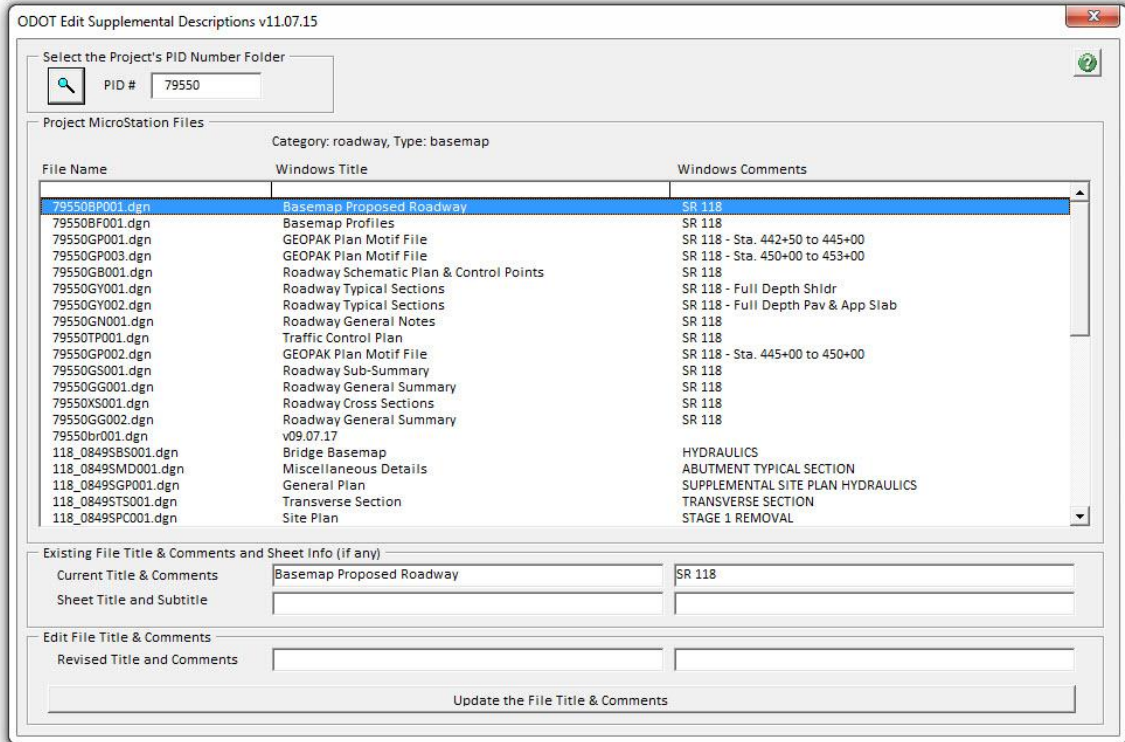 ODOT Edit Supplemental Descriptions v11.07.15
Select the Project's PID Number Folder
PID # 79550
Project MicroStation Files
Category: roadway, Type: basemap
File Name Windows Title Windows Comments
79550BP001.dgn Basemap Proposed Roadway SR 118
79550BF001.dgn Basemap Profiles SR 118
79550GP001.dgn GEOPAK Plan Motif File SR 118 - Sta. 442+50 to 445+00
79550GP003.dgn GEOPAK Plan Motif File SR 118 - Sta. 450+00 to 453+00
79550GB001.dgn Roadway Schematic Plan & Control Points SR 118
79550GY001.dgn Roadway Typical Sections SR 118 - Full Depth Shldr
79550GY002.dgn Roadway Typical Sections SR 118 - Full Depth Pav & App Slab
79550GN001.dgn Roadway General Notes SR 118
79550TP001.dgn Traffic Control Plan SR 118
79550GP002.dgn GEOPAK Plan Motif File SR 118 - Sta. 445+00 to 450+00
79550GS001.dgn Roadway Sub-Summary SR 118
79550GG001.dgn Roadway General Summary SR 118
79550XS001.dgn Roadway Cross Sections SR 118
79550GG002.dgn Roadway General Summary SR 118
79550br001.dgn v09.07.17
118_0849SBS001.dgn Bridge Basemap HYDRAULICS
118_0849SMD001.dgn Miscellaneous Details ABUTMENT TYPICAL SECTION
118_0849SGP001.dgn General Plan SUPPLEMENTAL SITE PLAN HYDRAULICS
118_0849STS001.dgn Transverse Section TRANSVERSE SECTION
118_0849SPC001.dgn Site Plan STAGE 1 REMOVAL
Existing File Title & Comments and Sheet Info (if any)
Current Title & Comments Basemap Proposed Roadway SR 118
Sheet Title and Subtitle
Edit File Title & Comments
Revised Title and Comments
Update the File Title & Comments